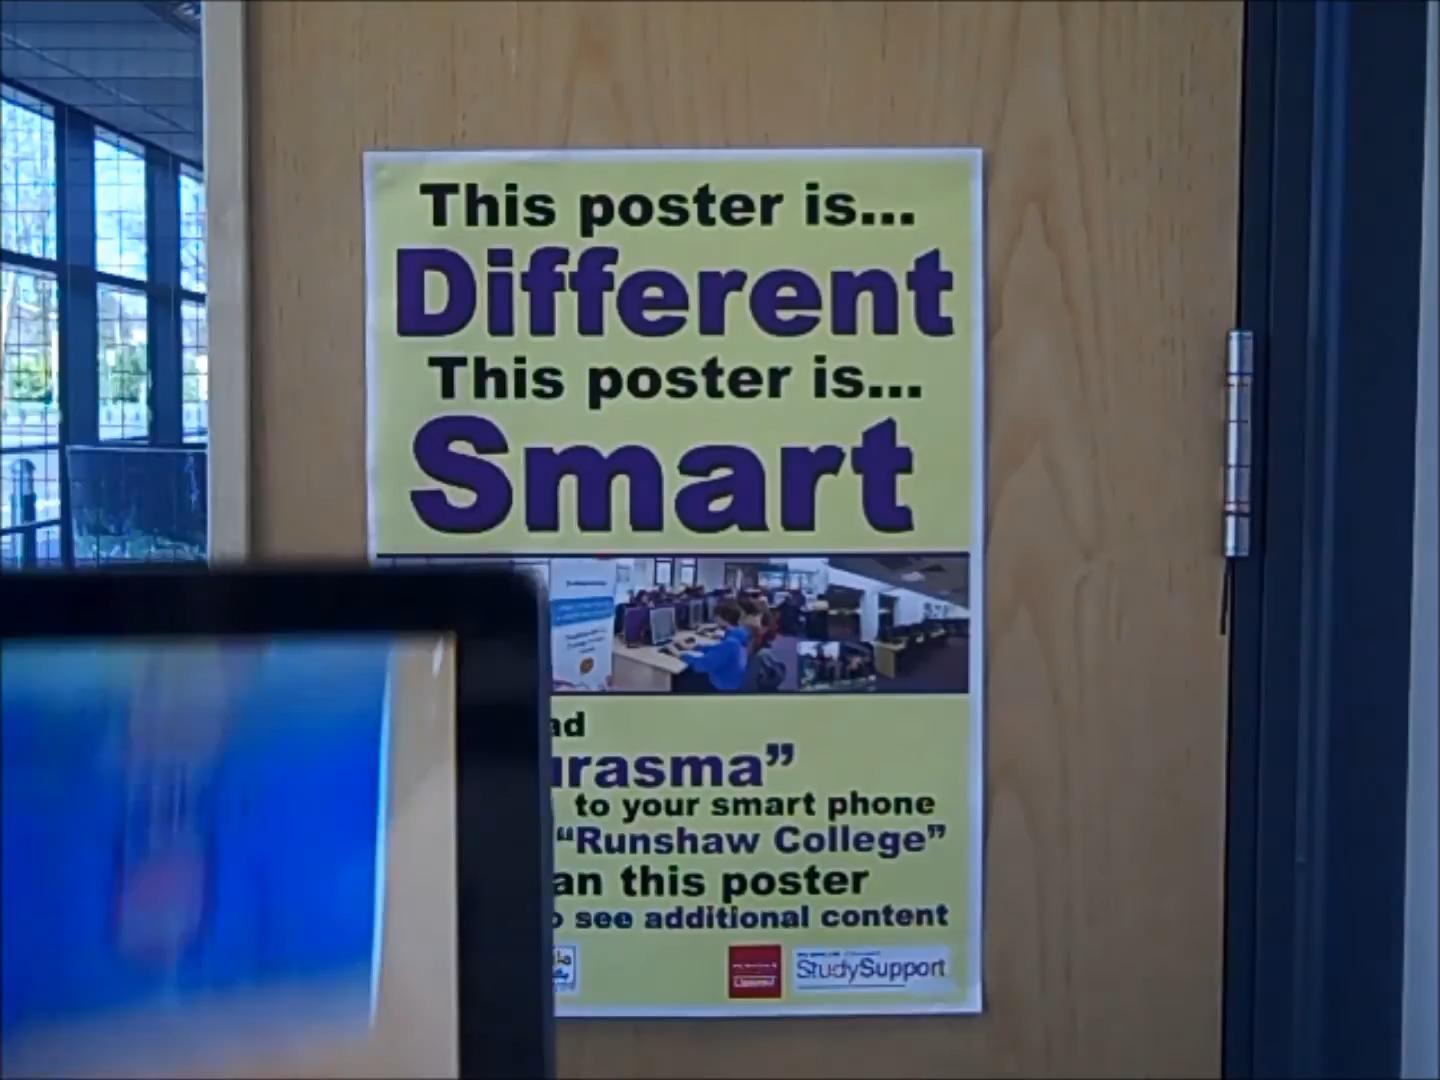 This poster is...
Different
This poster is...
Smart
ad
urasma”
to your smart phone
“Runshaw College”
an this poster
o see additional content
StudySupport